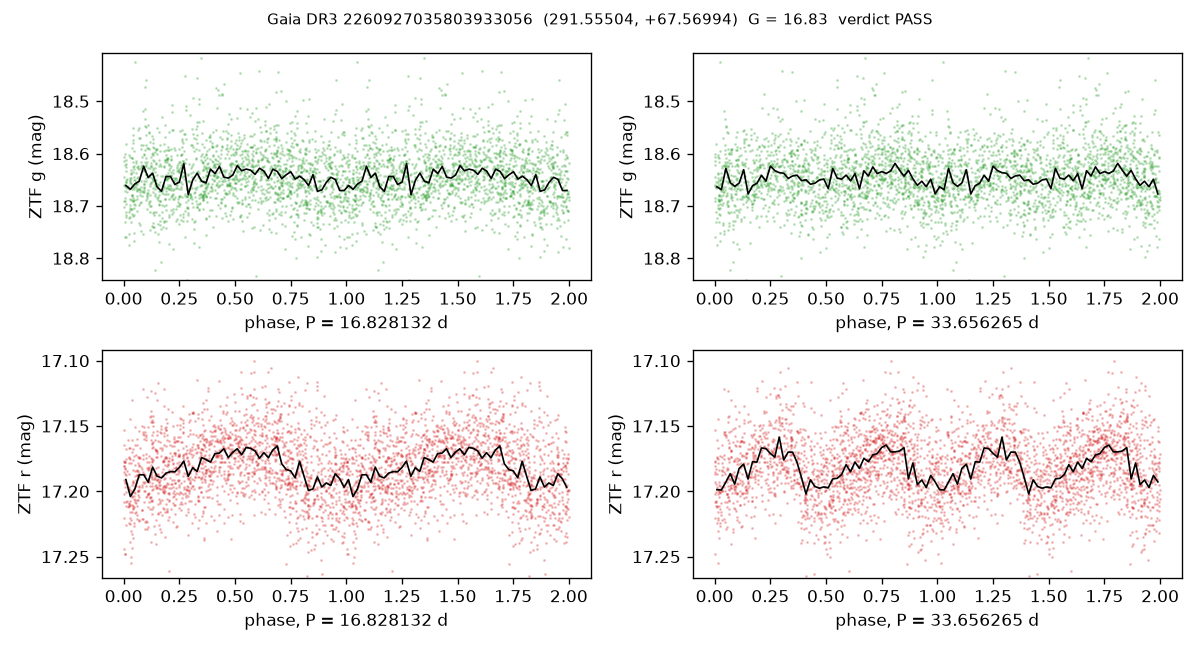 Gaia DR3 2260927035803933056 (291.55504, +67.56994) G = 16.83 verdict PASS
ZTF g (mag)
18.5
18.6
18.7
18.8
0.00 0.25 0.50 0.75 1.00 1.25 1.50 1.75 2.00
phase, P = 16.828132 d
ZTF g (mag)
18.5
18.6
18.7
18.8
0.00 0.25 0.50 0.75 1.00 1.25 1.50 1.75 2.00
phase, P = 33.656265 d
ZTF r (mag)
17.10
17.15
17.20
17.25
0.00 0.25 0.50 0.75 1.00 1.25 1.50 1.75 2.00
phase, P = 16.828132 d
ZTF r (mag)
17.10
17.15
17.20
17.25
0.00 0.25 0.50 0.75 1.00 1.25 1.50 1.75 2.00
phase, P = 33.656265 d